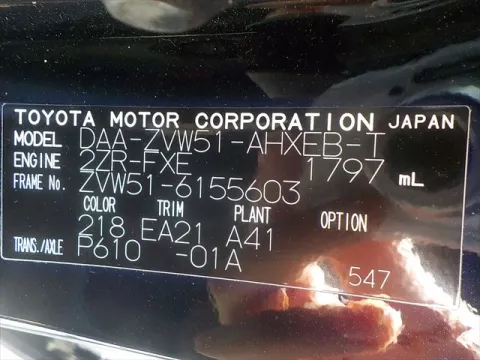 TOYOTA MOTOR CORPORATION JAPAN
MODEL DAA-ZVW51-AHXEB-T
ENGINE 2ZR-FXE 1797 mL
FRAME No. ZVW51-6155603
COLOR TRIM PLANT OPTION
218 EA21 A41
TRANS./AXLE P610 -01A
547